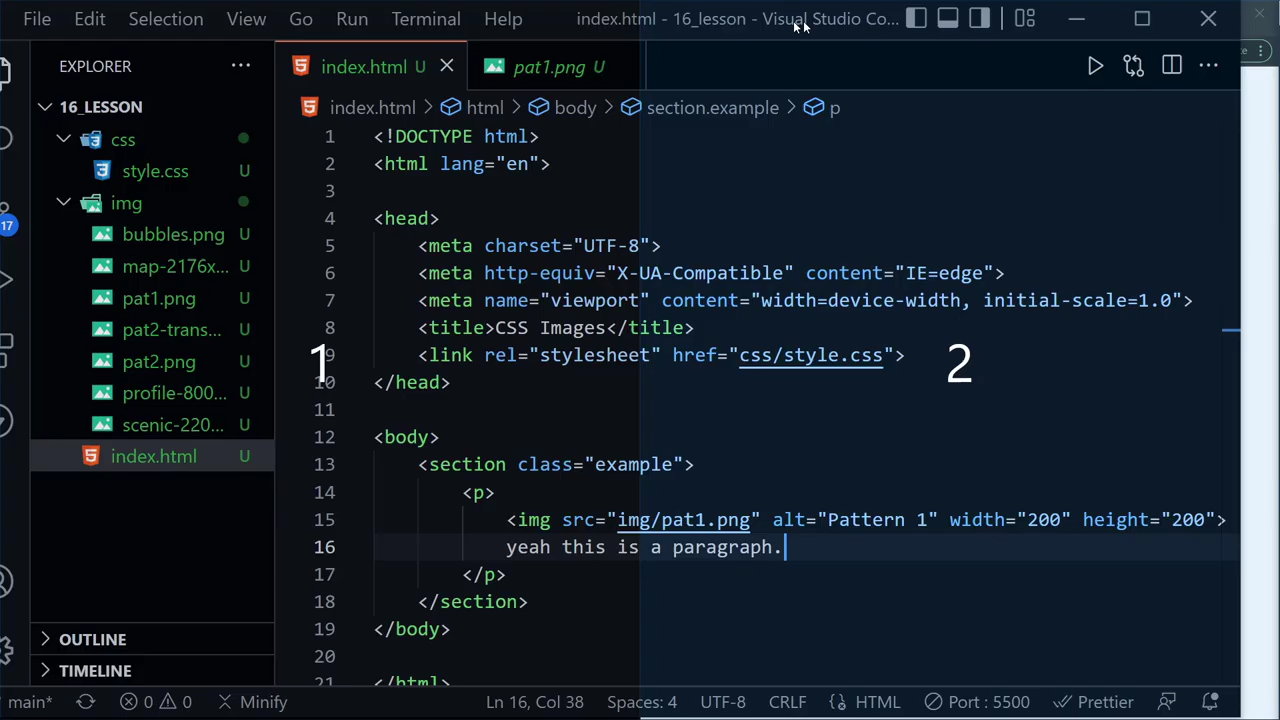 File Edit Selection View Go Run Terminal Help index.html - 16_lesson - Visual Studio Co...
EXPLORER
16_LESSON
css
style.css U
img
bubbles.png U
map-2176x... U
pat1.png U
pat2-trans... U
pat2.png U
profile-800... U
scenic-220... U
index.html U
OUTLINE
TIMELINE
17
index.html U
pat1.png U
index.html > html > body > section.example > p
1 <!DOCTYPE html>
2 <html lang="en">
3
4 <head>
5 <meta charset="UTF-8">
6 <meta http-equiv="X-UA-Compatible" content="IE=edge">
7 <meta name="viewport" content="width=device-width, initial-scale=1.0">
8 <title>CSS Images</title>
9 <link rel="stylesheet" href="css/style.css">
10 </head>
11
12 <body>
13 <section class="example">
14 <p>
15 <img src="img/pat1.png" alt="Pattern 1" width="200" height="200">
16 yeah this is a paragraph.
17 </p>
18 </section>
19 </body>
20
21 </html>
1
2
main* 0 0 Minify Ln 16, Col 38 Spaces: 4 UTF-8 CRLF HTML Port : 5500 Prettier